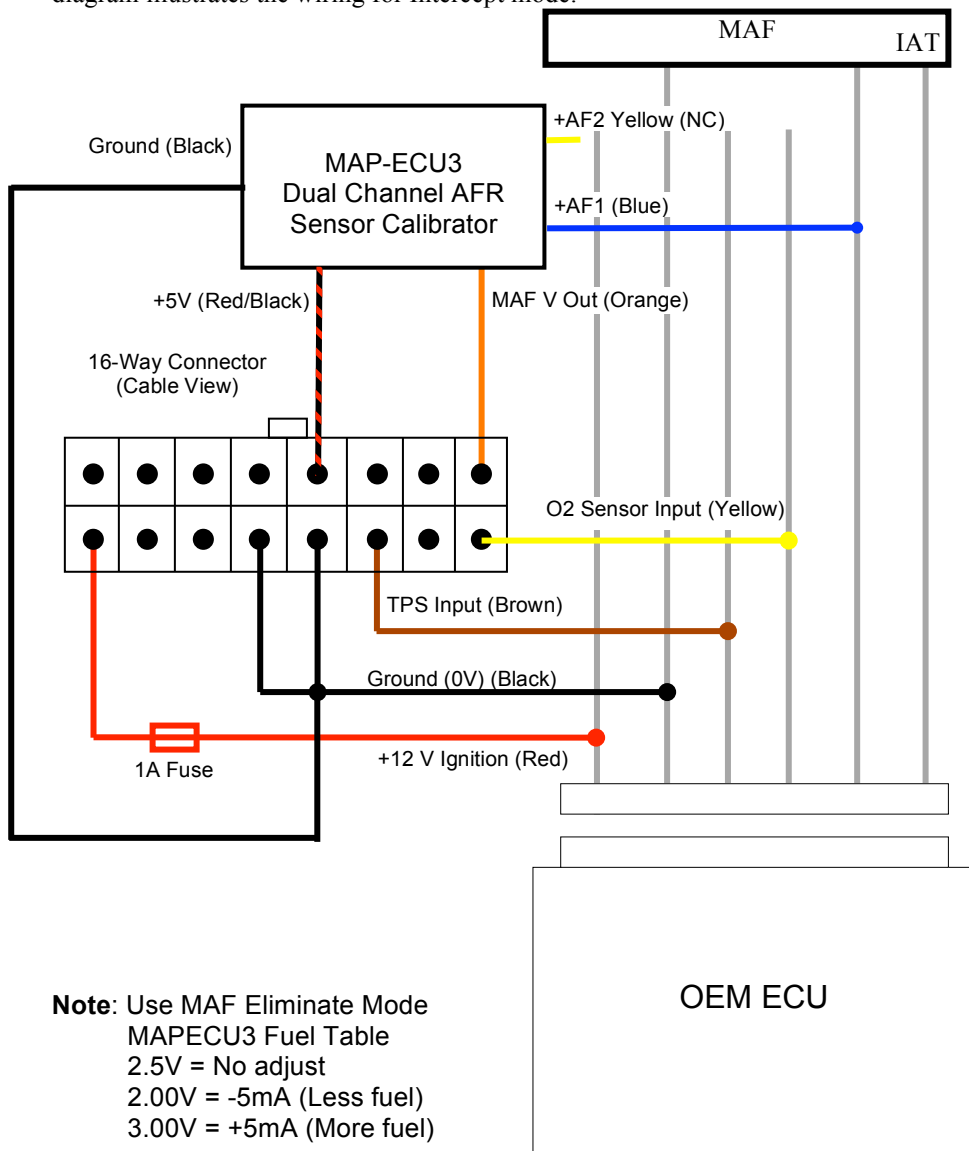 diagram illustrates the wiring for Intercept mode.
MAF
IAT
+AF2 Yellow (NC)
Ground (Black)
MAP-ECU3
Dual Channel AFR
Sensor Calibrator
+AF1 (Blue)
+5V (Red/Black)
MAF V Out (Orange)
16-Way Connector
(Cable View)
O2 Sensor Input (Yellow)
TPS Input (Brown)
Ground (0V) (Black)
+12 V Ignition (Red)
1A Fuse
OEM ECU
Note: Use MAF Eliminate Mode
MAPECU3 Fuel Table
2.5V = No adjust
2.00V = -5mA (Less fuel)
3.00V = +5mA (More fuel)